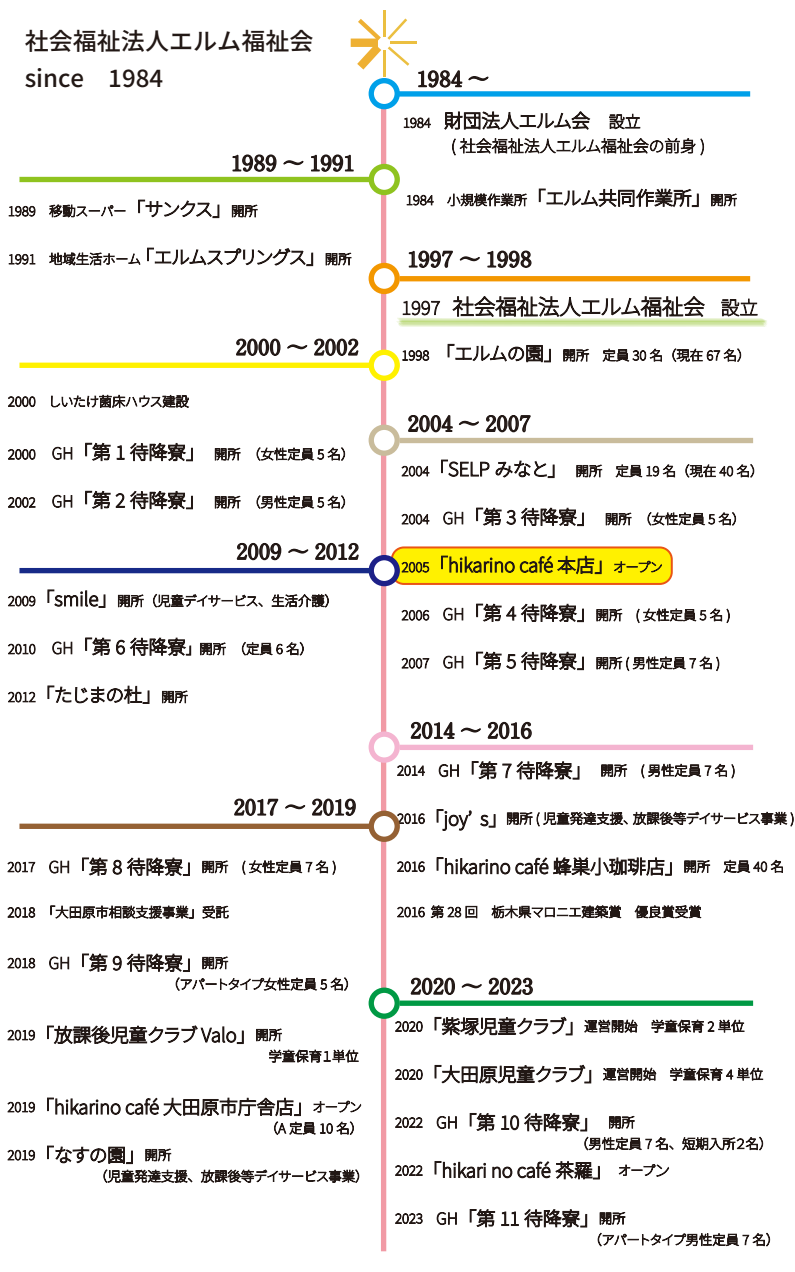 社会福祉法人エルム福祉会
since　1984
1984 ～
1984　財団法人エルム会　設立
( 社会福祉法人エルム福祉会の前身 )
1984　小規模作業所「エルム共同作業所」開所
1989 ～ 1991
1989　移動スーパー「サンクス」開所
1991　地域生活ホーム「エルムスプリングス」開所
1997 ～ 1998
1997　社会福祉法人エルム福祉会　設立
1998　「エルムの園」開所　定員 30 名（現在 67 名）
2000 ～ 2002
2000　しいたけ菌床ハウス建設
2000　GH「第 1 待降寮」　開所　（女性定員 5 名）
2002　GH「第 2 待降寮」　開所　（男性定員 5 名）
2004 ～ 2007
2004「SELP みなと」　開所　定員 19 名（現在 40 名）
2004　GH「第 3 待降寮」　開所　（女性定員 5 名）
2005「hikarino café 本店」オープン
2006　GH「第 4 待降寮」開所　( 女性定員 5 名 )
2007　GH「第 5 待降寮」開所 ( 男性定員 7 名 )
2009 ～ 2012
2009「smile」開所（児童デイサービス、生活介護）
2010　GH「第 6 待降寮」開所　（定員 6 名）
2012「たじまの杜」開所
2014 ～ 2016
2014　GH「第 7 待降寮」　開所　( 男性定員 7 名 )
2016「joy’s」開所 ( 児童発達支援、放課後等デイサービス事業 )
2016「hikarino café 蜂巣小珈琲店」開所　定員 40 名
2016 第 28 回　栃木県マロニエ建築賞　優良賞受賞
2017 ～ 2019
2017　GH「第 8 待降寮」開所　( 女性定員 7 名 )
2018　「大田原市相談支援事業」受託
2018　GH「第 9 待降寮」開所
（アパートタイプ女性定員 5 名）
2019「放課後児童クラブ Valo」開所
学童保育1単位
2019「hikarino café 大田原市庁舎店」オープン
（A 定員 10 名）
2019「なすの園」開所
（児童発達支援、放課後等デイサービス事業）
2020 ～ 2023
2020「紫塚児童クラブ」運営開始　学童保育 2 単位
2020「大田原児童クラブ」運営開始　学童保育 4 単位
2022　GH「第 10 待降寮」　開所
（男性定員 7 名、短期入所2名）
2022「hikari no café 茶羅」　オープン
2023　GH「第 11 待降寮」開所
（アパートタイプ男性定員 7 名）